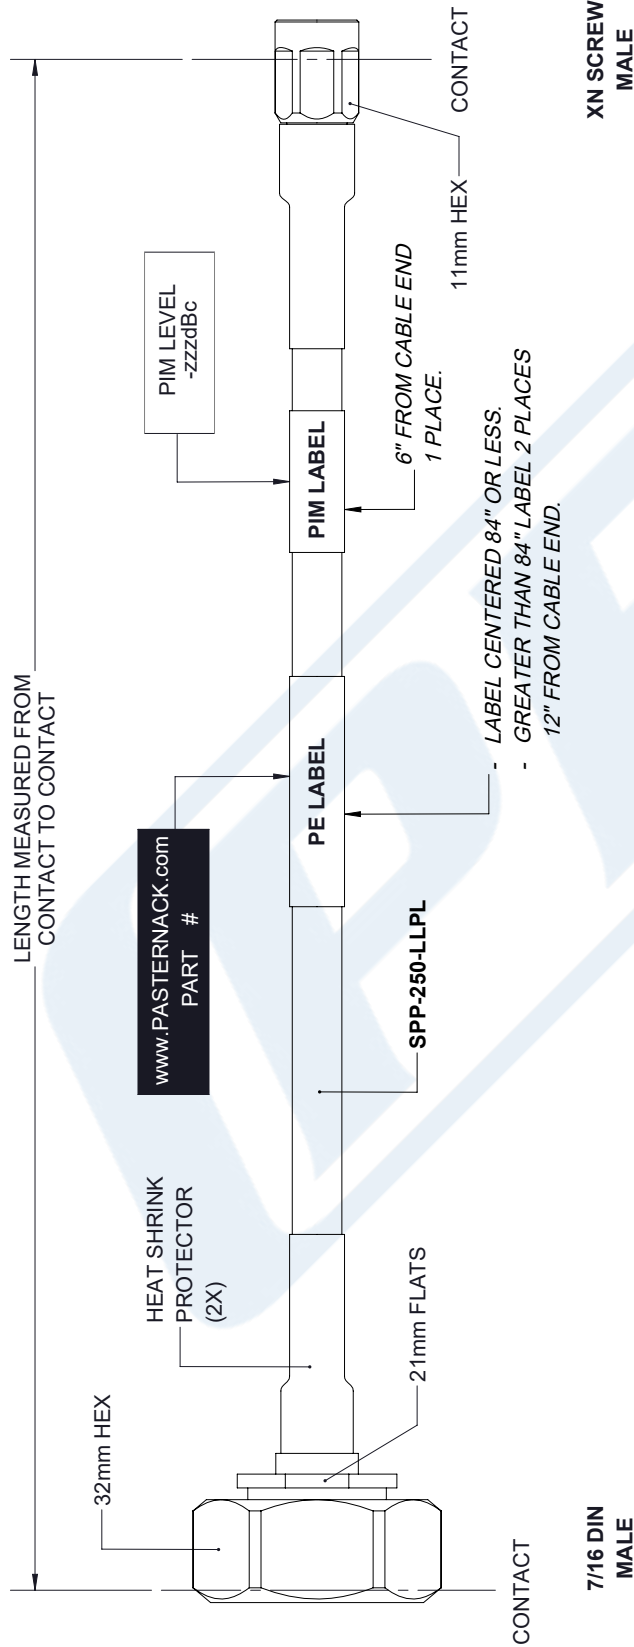 LENGTH MEASURED FROM
CONTACT TO CONTACT
32mm HEX
HEAT SHRINK
PROTECTOR
(2X)
www.PASTERNACK.com
PART #
PIM LEVEL
-zzzdBc
PE LABEL
PIM LABEL
21mm FLATS
SPP-250-LLPL
6" FROM CABLE END
1 PLACE.
11mm HEX
CONTACT
- LABEL CENTERED 84" OR LESS.
- GREATER THAN 84" LABEL 2 PLACES
12" FROM CABLE END.
CONTACT
7/16 DIN
MALE
XN SCREW
MALE